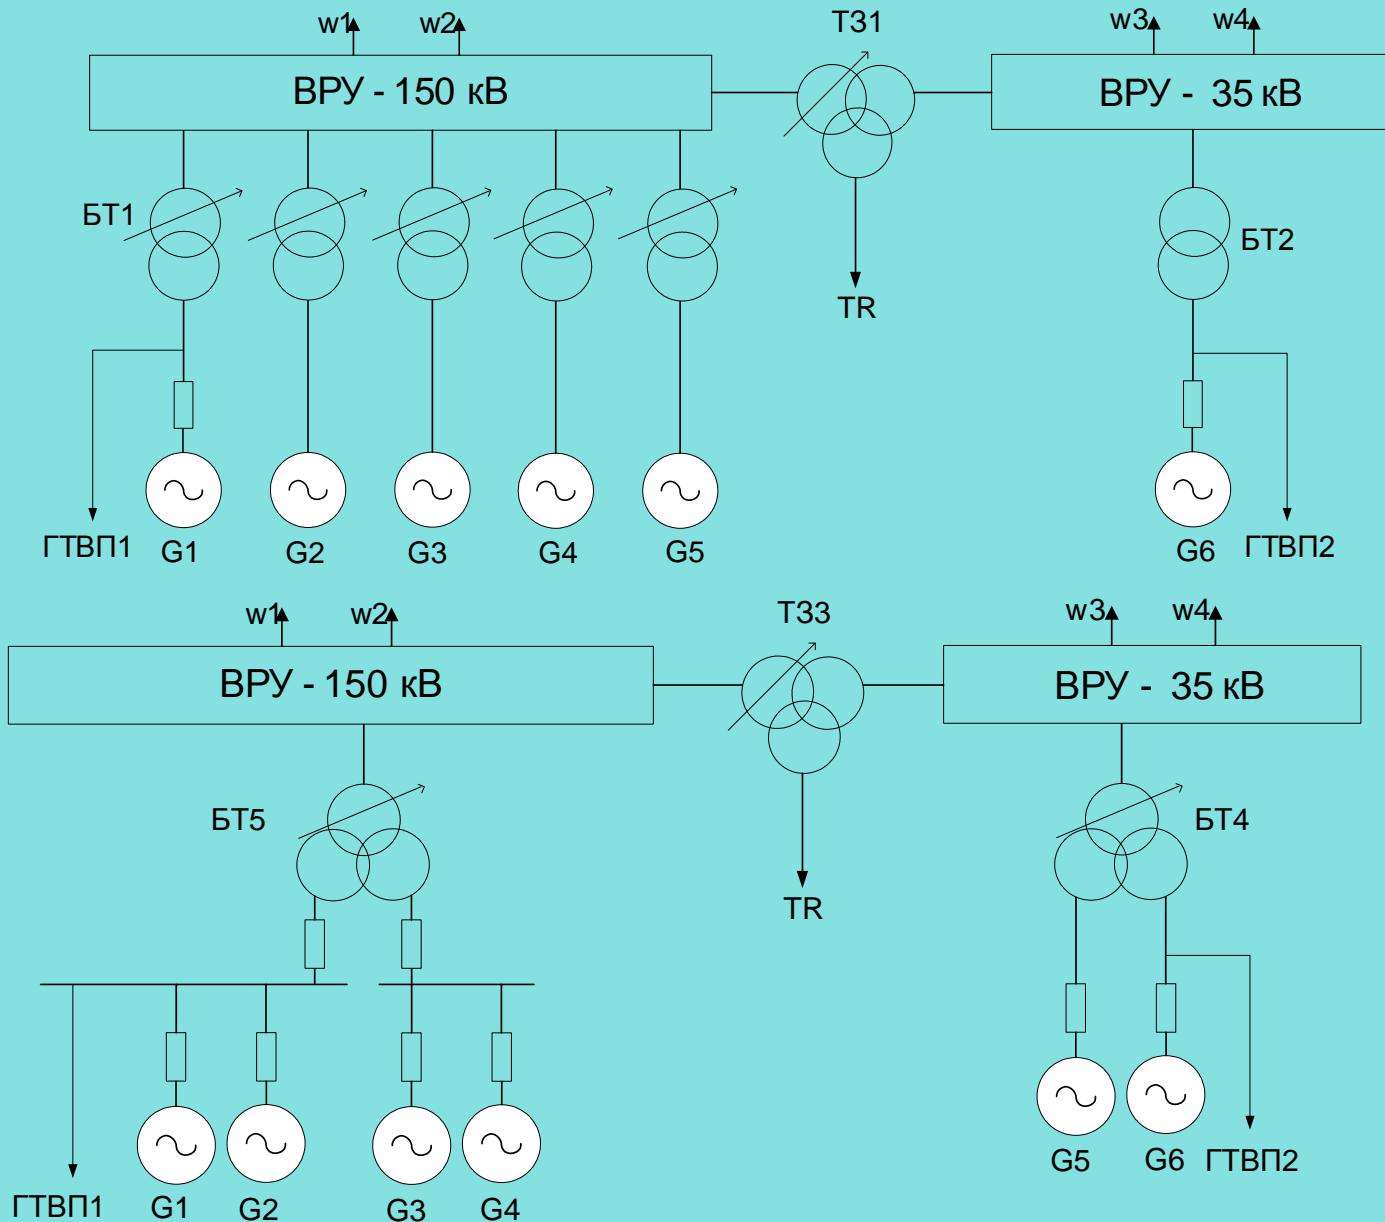 w1 w2 ТЗ1 w3 w4
ВРУ - 150 кВ ВРУ - 35 кВ
БТ1 БТ2
TR
ГТВП1 G1 G2 G3 G4 G5 G6 ГТВП2
w1 w2 ТЗ3 w3 w4
ВРУ - 150 кВ ВРУ - 35 кВ
БТ5 БТ4
TR
G5 G6 ГТВП2
ГТВП1 G1 G2 G3 G4